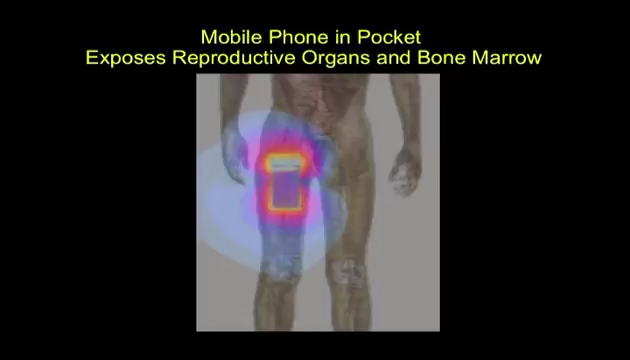 Mobile Phone in Pocket
Exposes Reproductive Organs and Bone Marrow